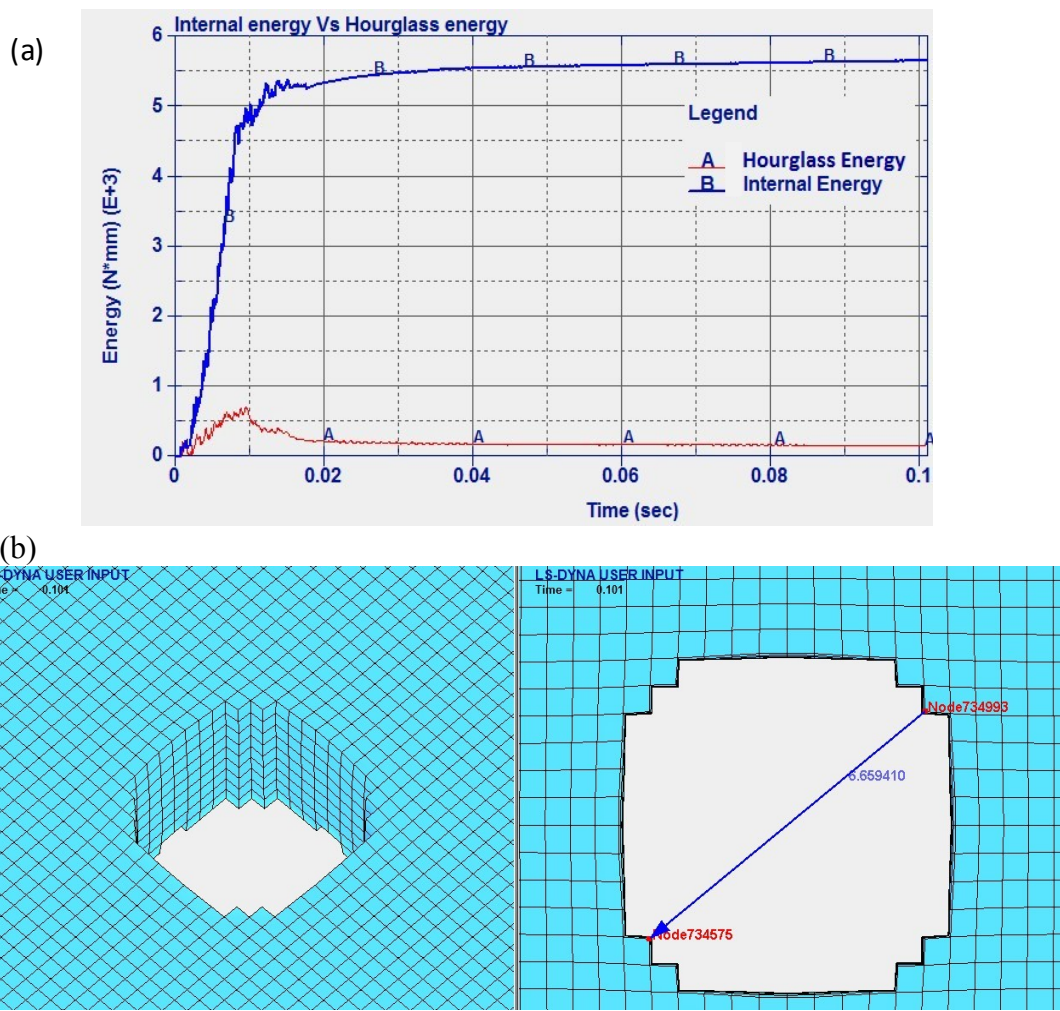 (a)
Internal energy Vs Hourglass energy
6
5
4
3
2
1
0
Energy (N*mm) (E+3)
B
B
B
B
B
A
A
A
A
A
Legend
A Hourglass Energy
B Internal Energy
0 0.02 0.04 0.06 0.08 0.1
Time (sec)
(b)
-DYNA USER INPUT
e = 0.101
LS-DYNA USER INPUT
Time = 0.101
Node734993
6.659410
Node734575